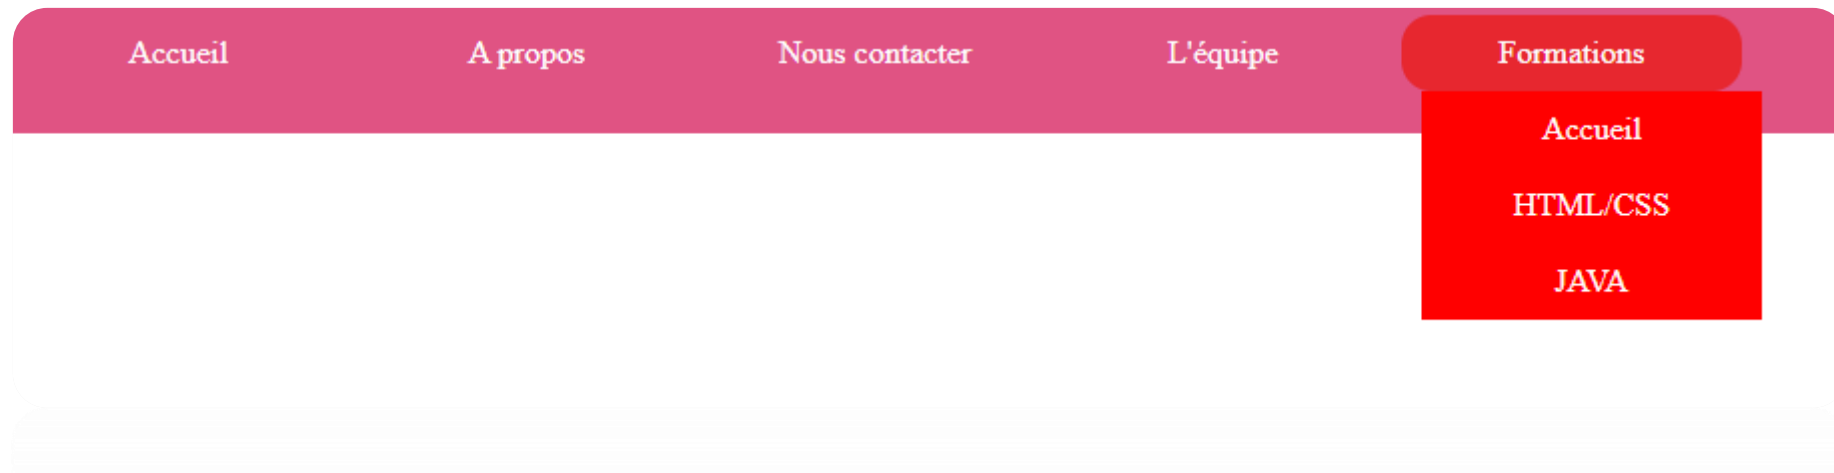 Accueil A propos Nous contacter L'équipe Formations
Accueil
HTML/CSS
JAVA